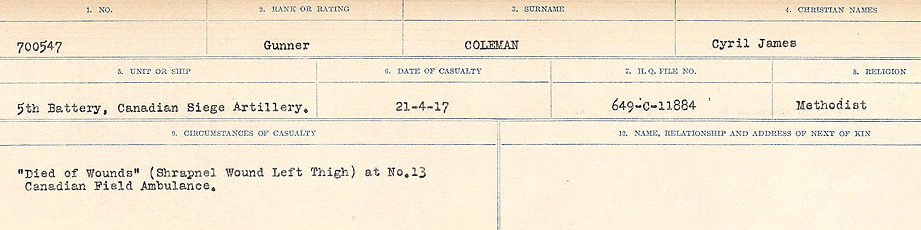 1. NO. 2. RANK OR RATING 3. SURNAME 4. CHRISTIAN NAMES
700547 Gunner COLEMAN Cyril James
5. UNIT OR SHIP 6. DATE OF CASUALTY 7. H.Q. FILE NO. 8. RELIGION
5th Battery, Canadian Siege Artillery. 21-4-17 649-C-11884 Methodist
9. CIRCUMSTANCES OF CASUALTY 10. NAME, RELATIONSHIP AND ADDRESS OF NEXT OF KIN
"Died of Wounds" (Shrapnel Wound Left Thigh) at No.13
Canadian Field Ambulance.